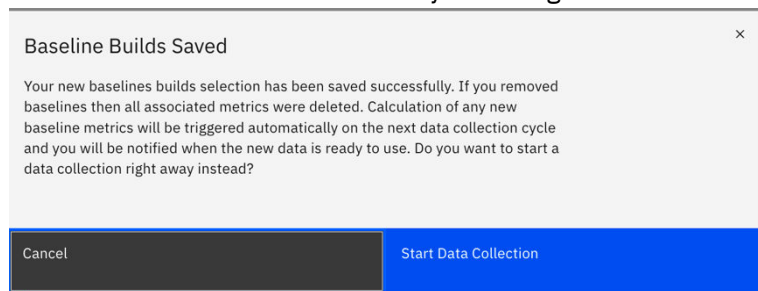 Baseline Builds Saved
×
Your new baselines builds selection has been saved successfully. If you removed
baselines then all associated metrics were deleted. Calculation of any new
baseline metrics will be triggered automatically on the next data collection cycle
and you will be notified when the new data is ready to use. Do you want to start a
data collection right away instead?
Cancel
Start Data Collection